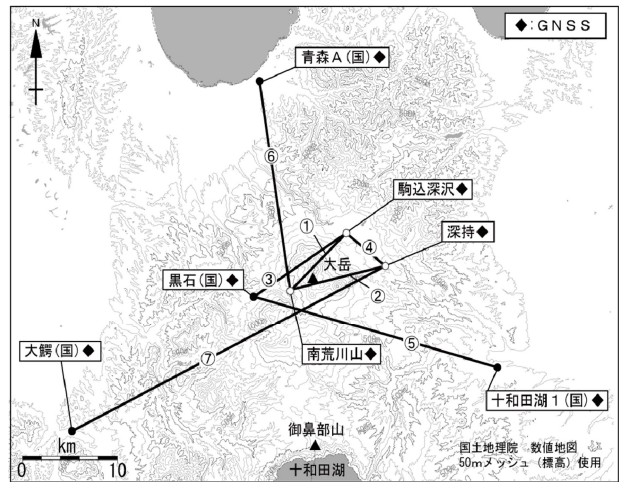 ◆:GNSS
青森A(国)◆
⑥
駒込深沢◆
①
④
深持◆
大岳
③
黒石(国)◆
②
⑤
大鰐(国)◆
⑦
南荒川山◆
十和田湖1(国)◆
御鼻部山
km
0 10
十和田湖
国土地理院 数値地図
50mメッシュ(標高)使用